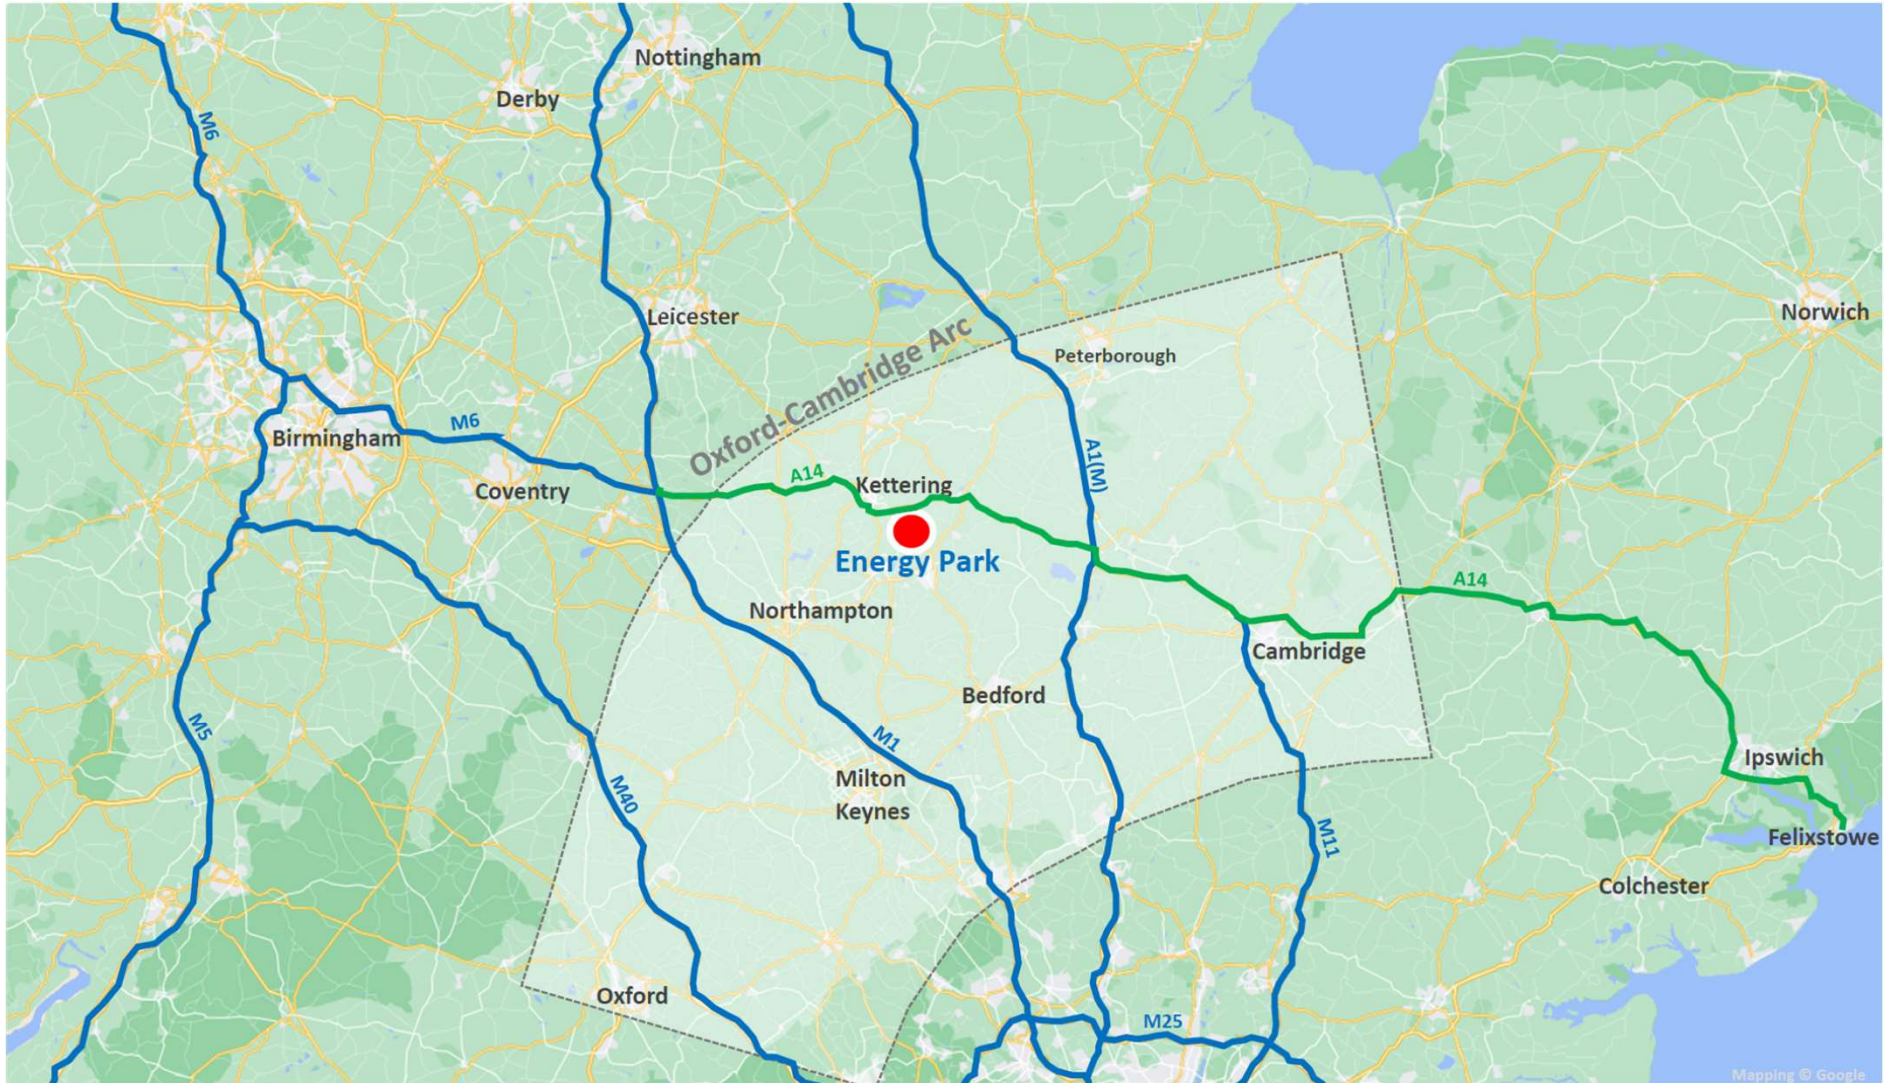 Nottingham
Derby
M6
Leicester
Norwich
Oxford-Cambridge Arc
Peterborough
M6
Birmingham
A1(M)
A14
Kettering
Coventry
Energy Park
A14
Northampton
Cambridge
Bedford
M5
M1
Ipswich
Milton
Keynes
M40
M11
Felixstowe
Colchester
Oxford
M25
Mapping © Google